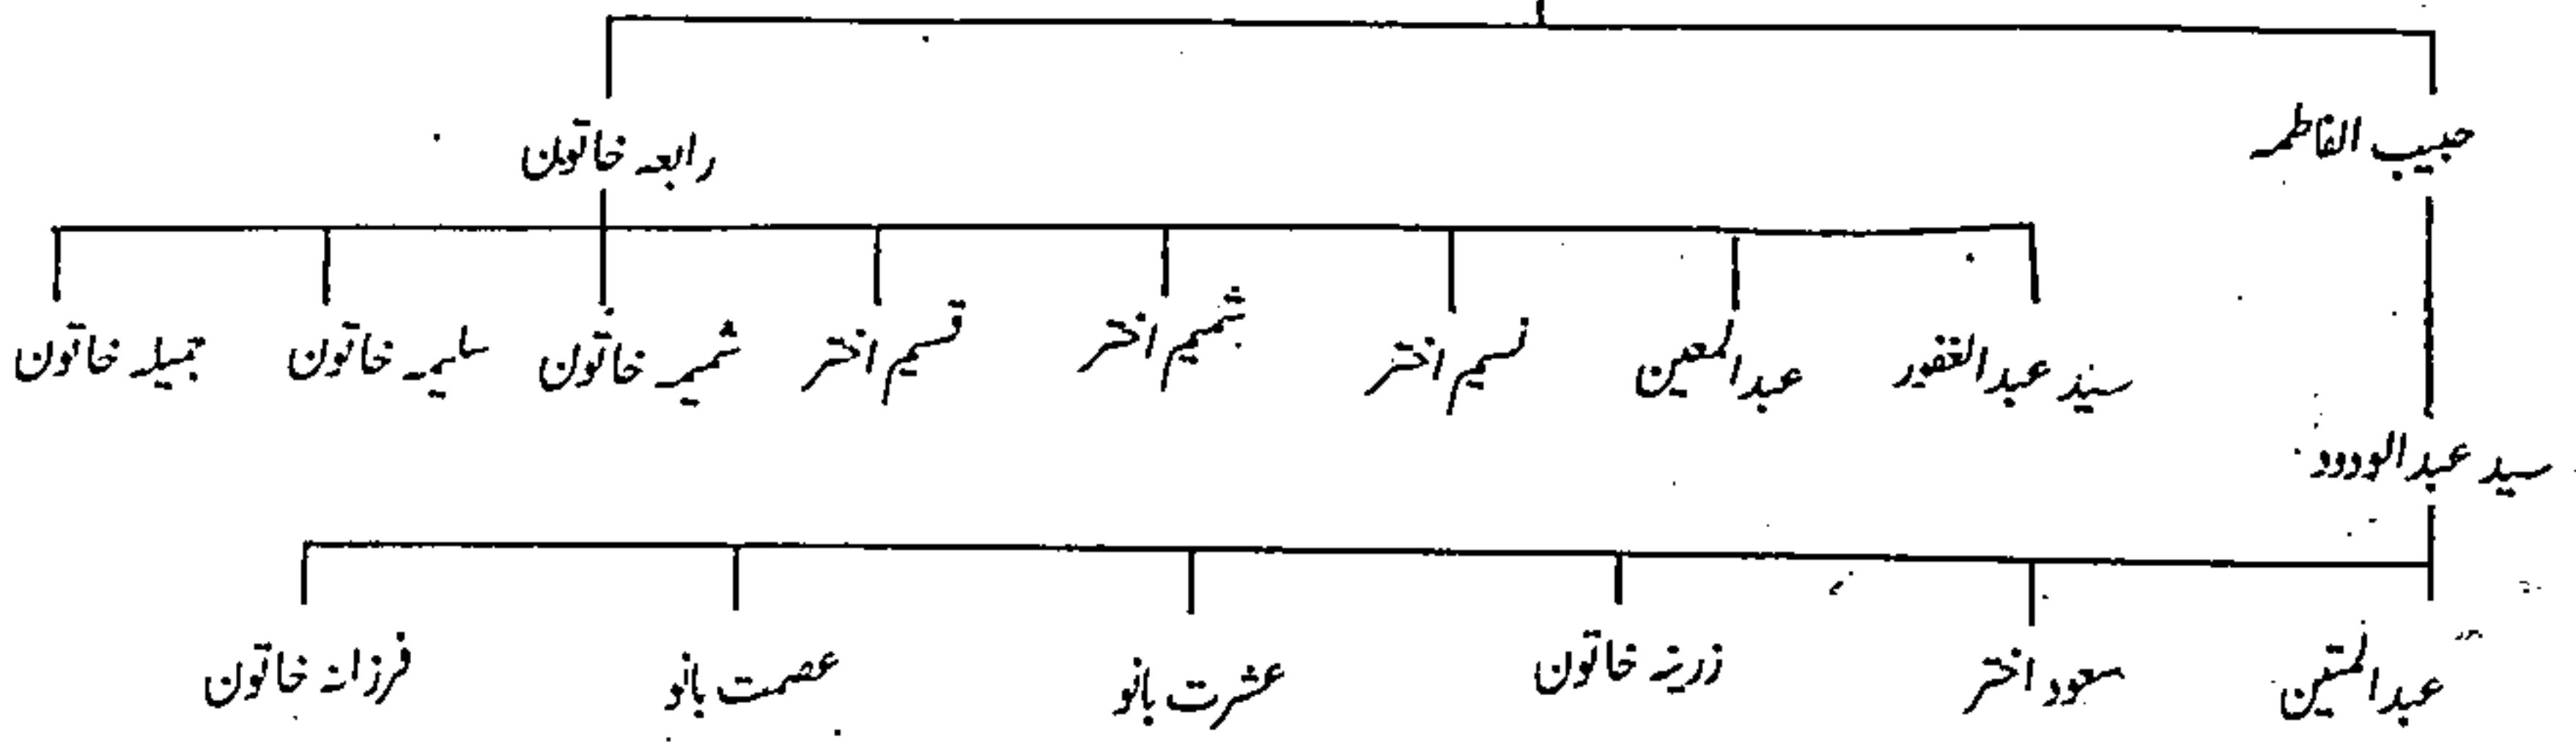 حبیب الفاطمہ رابعہ خاتون
سید عبدالغفور عبدالمعین نسیم اختر شمیم اختر قسیم اختر شمیمہ خاتون سلیمہ خاتون جمیلہ خاتون
سید عبدالودود
عبدالمتین سعود اختر زرینہ خاتون عشرت بانو عصمت بانو فرزانہ خاتون